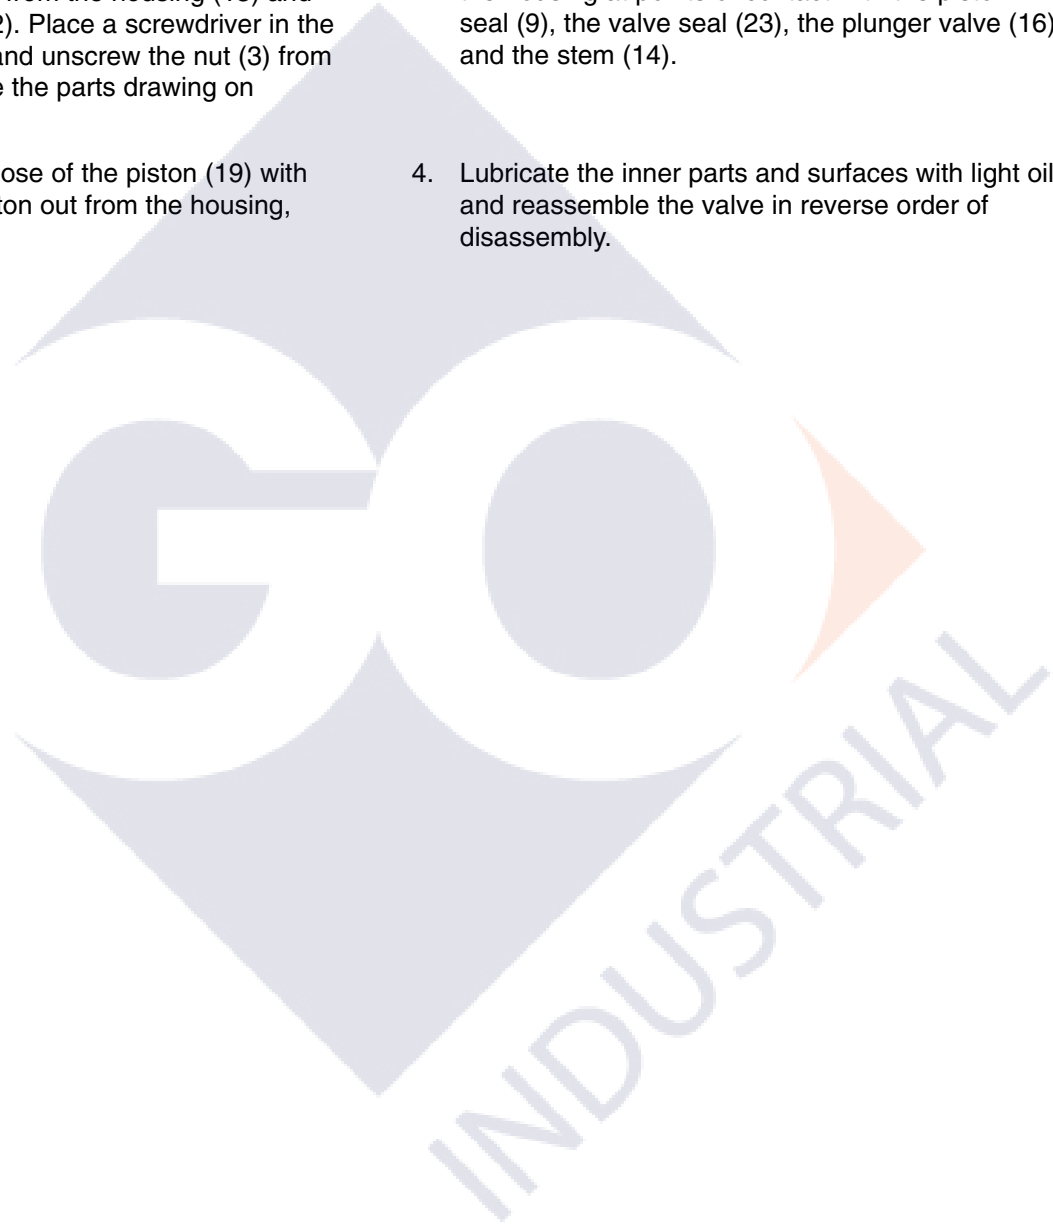 2). Place a screwdriver in the
and unscrew the nut (3) from
the parts drawing on
ose of the piston (19) with
ton out from the housing,
seal (9), the valve seal (23), the plunger valve (16)
and the stem (14).
4. Lubricate the inner parts and surfaces with light oil
and reassemble the valve in reverse order of
disassembly.
GO
INDUSTRIAL